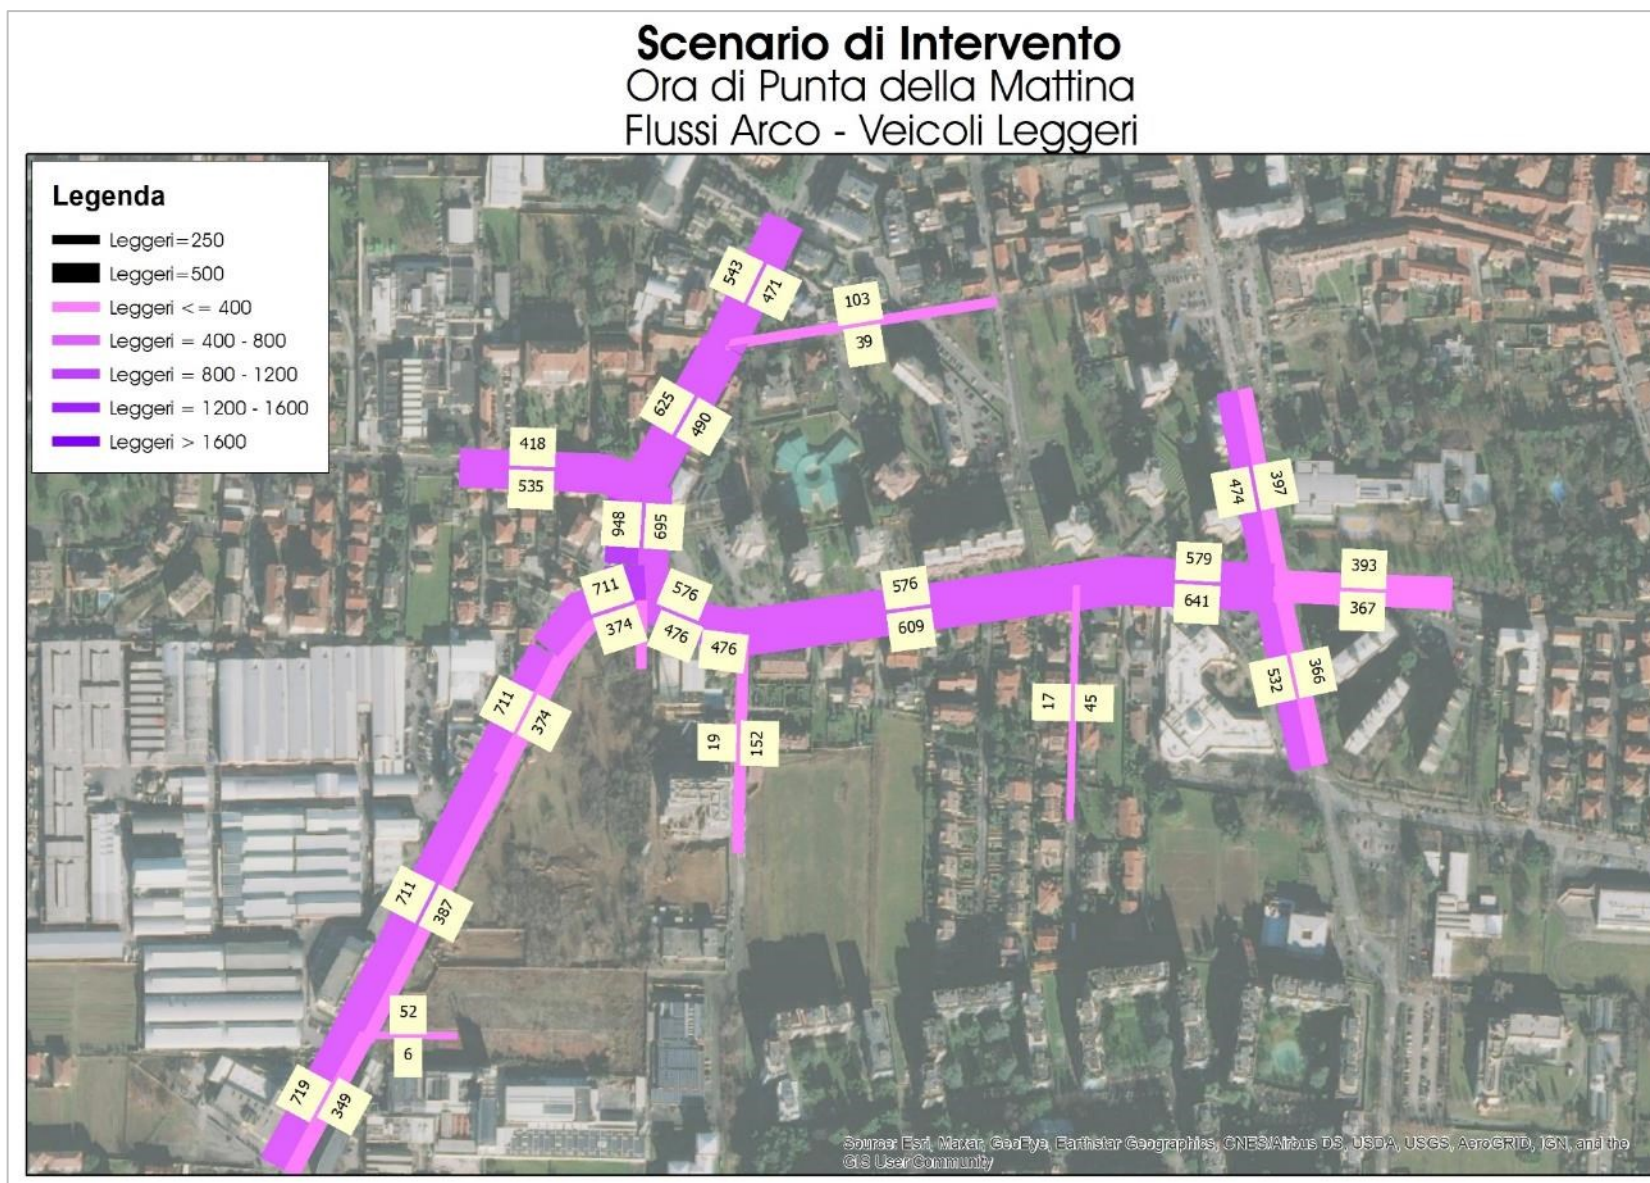 Scenario di Intervento
Ora di Punta della Mattina
Flussi Arco - Veicoli Leggeri
Legenda
Leggeri=250
Leggeri=500
Leggeri <= 400
Leggeri = 400 - 800
Leggeri = 800 - 1200
Leggeri = 1200 - 1600
Leggeri > 1600
543
471
103
39
625
490
418
535
948
695
474
397
579
641
393
367
711
374
576
476
476
576
609
532
366
711
374
19
152
17
45
711
387
52
6
719
349
Source: Esri, Maxar, GeoEye, Earthstar Geographics, CNES/Airbus DS, USDA, USGS, AeroGRID, IGN, and the
GIS User Community